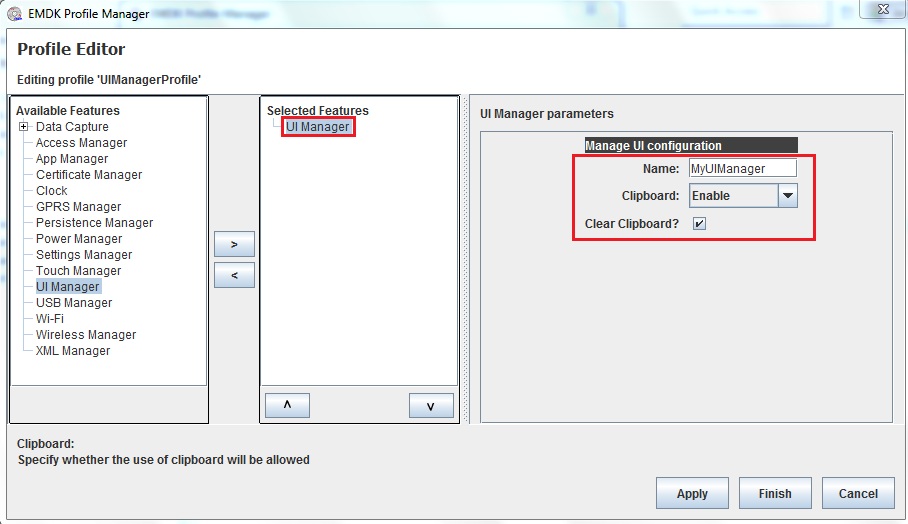 EMDK Profile Manager
Profile Editor
Editing profile 'UIManagerProfile'
Available Features
Data Capture
Access Manager
App Manager
Certificate Manager
Clock
GPRS Manager
Persistence Manager
Power Manager
Settings Manager
Touch Manager
UI Manager
USB Manager
Wi-Fi
Wireless Manager
XML Manager
>
<
Selected Features
UI Manager
UI Manager parameters
Manage UI configuration
Name: MyUIManager
Clipboard: Enable
Clear Clipboard?
Clipboard:
Specify whether the use of clipboard will be allowed
Apply Finish Cancel